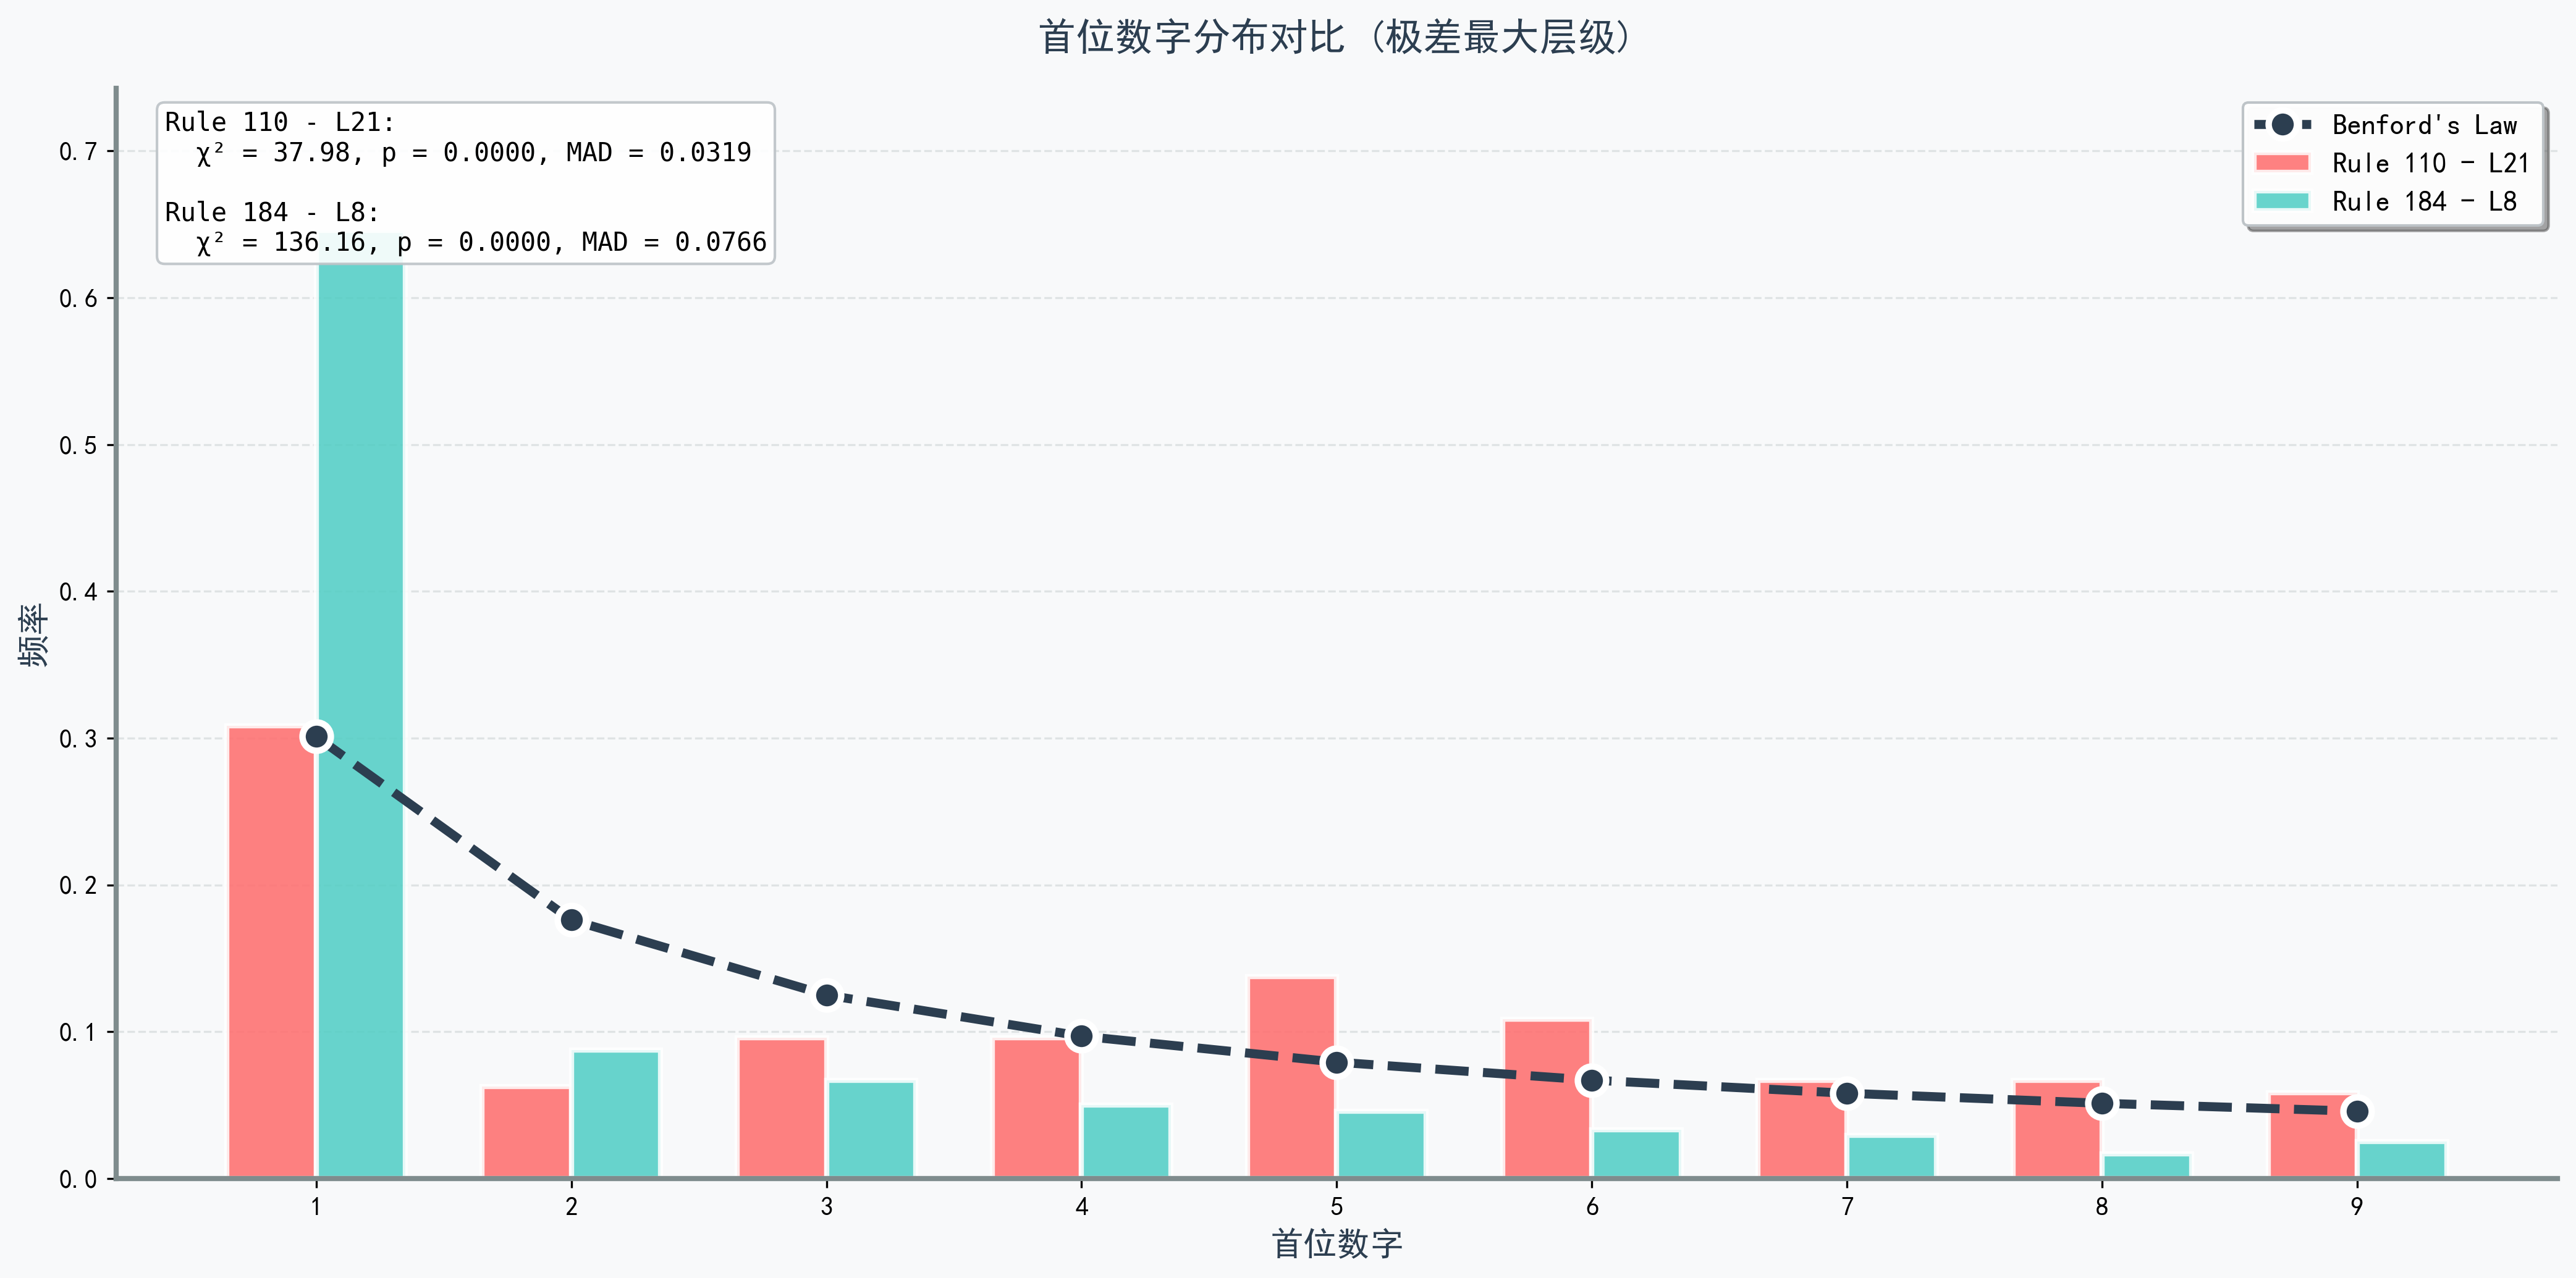 首位数字分布对比 (极差最大层级)
Rule 110 - L21:
χ² = 37.98, p = 0.0000, MAD = 0.0319
Rule 184 - L8:
χ² = 136.16, p = 0.0000, MAD = 0.0766
Benford's Law
Rule 110 - L21
Rule 184 - L8
频率
0.7
0.6
0.5
0.4
0.3
0.2
0.1
0.0
1 2 3 4 5 6 7 8 9
首位数字